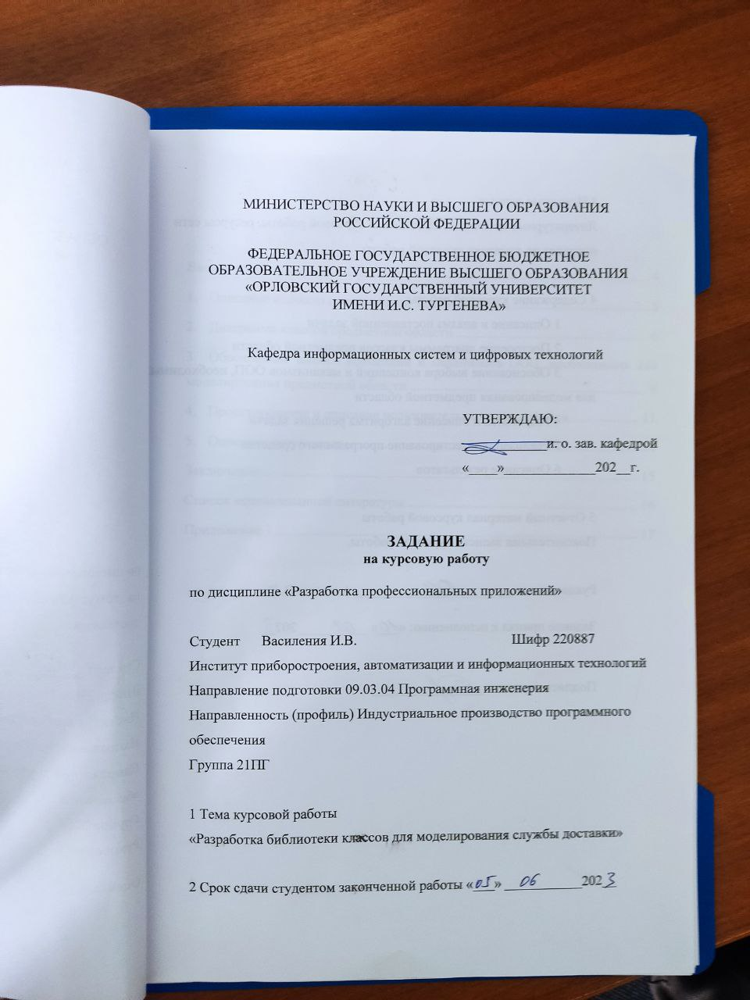 МИНИСТЕРСТВО НАУКИ И ВЫСШЕГО ОБРАЗОВАНИЯ
РОССИЙСКОЙ ФЕДЕРАЦИИ
ФЕДЕРАЛЬНОЕ ГОСУДАРСТВЕННОЕ БЮДЖЕТНОЕ
ОБРАЗОВАТЕЛЬНОЕ УЧРЕЖДЕНИЕ ВЫСШЕГО ОБРАЗОВАНИЯ
«ОРЛОВСКИЙ ГОСУДАРСТВЕННЫЙ УНИВЕРСИТЕТ
ИМЕНИ И.С. ТУРГЕНЕВА»
Кафедра информационных систем и цифровых технологий
УТВЕРЖДАЮ:
____________и. о. зав. кафедрой
«____»_____________202__г.
ЗАДАНИЕ
на курсовую работу
по дисциплине «Разработка профессиональных приложений»
Студент Василения И.В. Шифр 220887
Институт приборостроения, автоматизации и информационных технологий
Направление подготовки 09.03.04 Программная инженерия
Направленность (профиль) Индустриальное производство программного
обеспечения
Группа 21ПГ
1 Тема курсовой работы
«Разработка библиотеки классов для моделирования службы доставки»
2 Срок сдачи студентом законченной работы «05» 06 2023